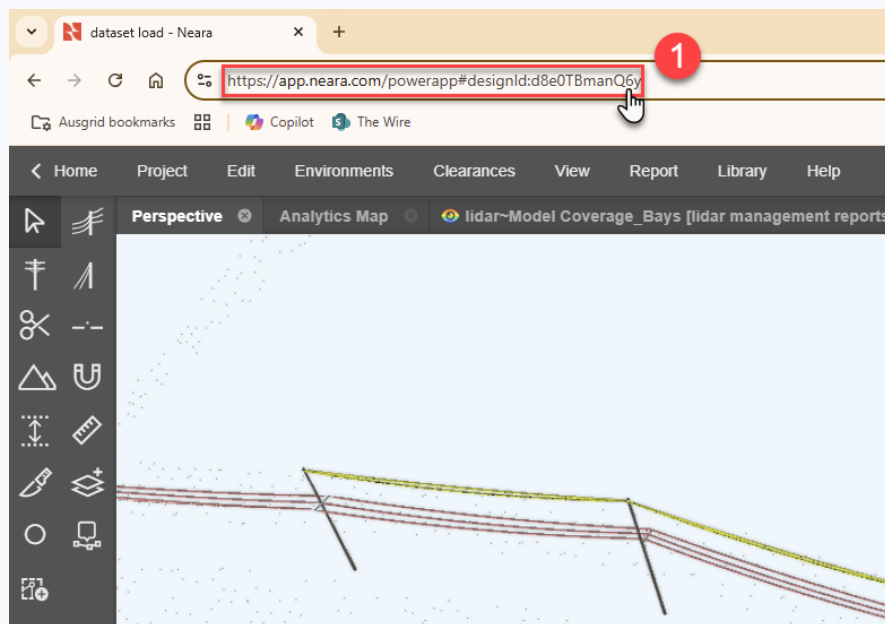 dataset load - Neara
1
https://app.neara.com/powerapp#designId:d8e0TBmanQ6y
Ausgrid bookmarks Copilot The Wire
Home Project Edit Environments Clearances View Report Library Help
Perspective Analytics Map lidar~Model Coverage_Bays [lidar management reports